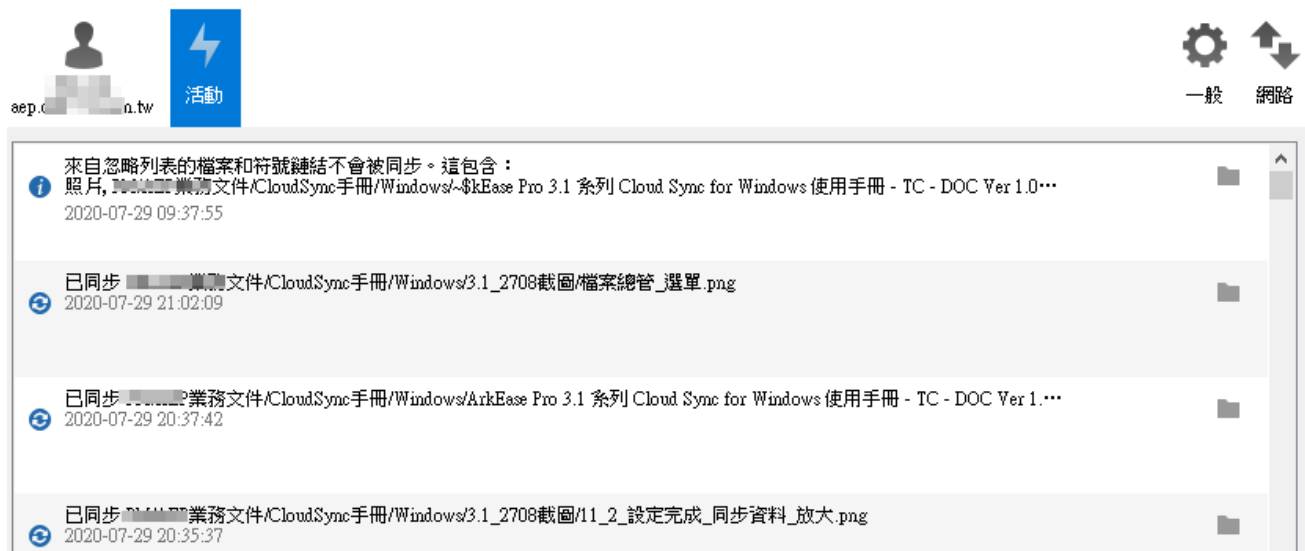 aep. n.tw
活動
一般
網路
來自忽略列表的檔案和符號鏈結不會被同步。這包含：
照片, 業務文件/CloudSync手冊/Windows/~$kEase Pro 3.1 系列 Cloud Sync for Windows 使用手冊 - TC - DOC Ver 1.0…
2020-07-29 09:37:55
已同步 業務文件/CloudSync手冊/Windows/3.1_2708截圖/檔案總管_選單.png
2020-07-29 21:02:09
已同步 業務文件/CloudSync手冊/Windows/ArkEase Pro 3.1 系列 Cloud Sync for Windows 使用手冊 - TC - DOC Ver 1.…
2020-07-29 20:37:42
已同步 業務文件/CloudSync手冊/Windows/3.1_2708截圖/11_2_設定完成_同步資料_放大.png
2020-07-29 20:35:37